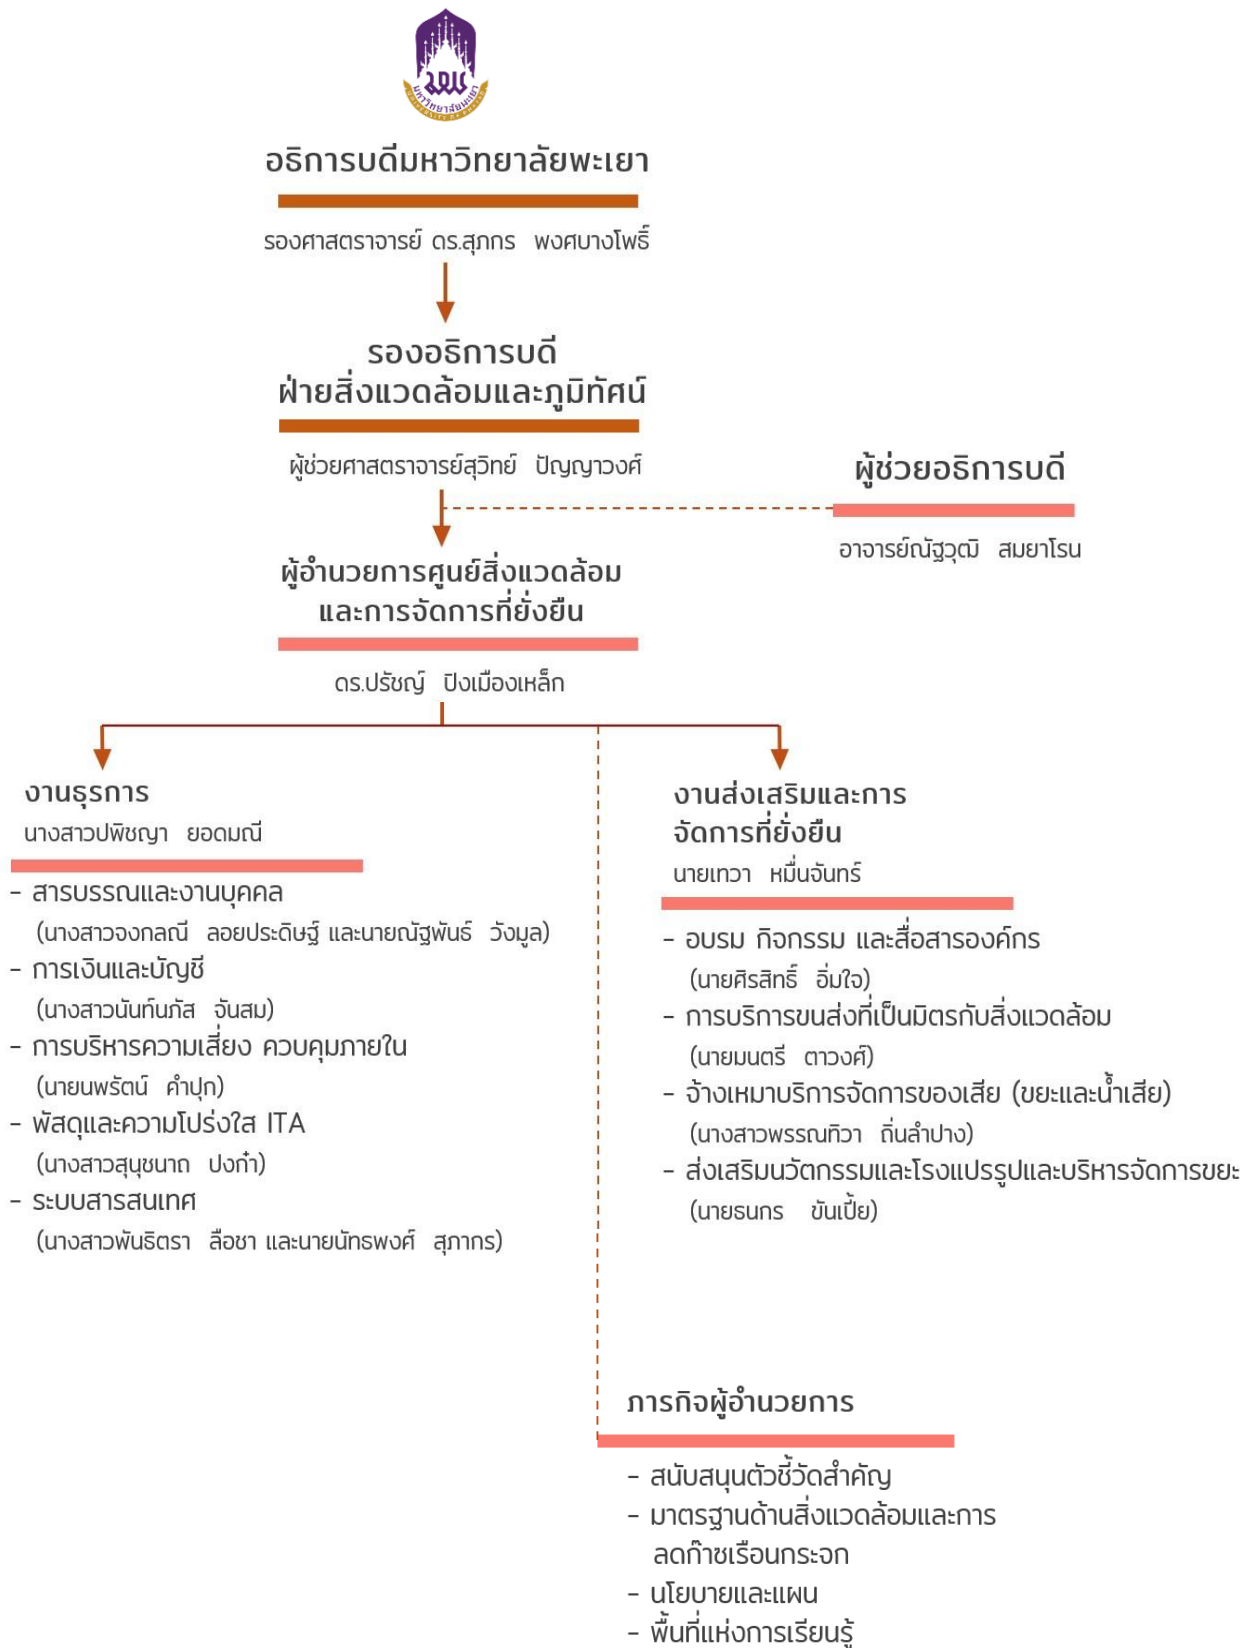 มหาวิทยาลัยพะเยา
UNIVERSITY OF PHAYAO
อธิการบดีมหาวิทยาลัยพะเยา
รองศาสตราจารย์ ดร.สุภกร พงศบางโพธิ์
รองอธิการบดี
ฝ่ายสิ่งแวดล้อมและภูมิทัศน์
ผู้ช่วยศาสตราจารย์สุวิทย์ ปัญญาวงศ์
ผู้ช่วยอธิการบดี
อาจารย์ณัฐวุฒิ สมยาโรน
ผู้อำนวยการศูนย์สิ่งแวดล้อม
และการจัดการที่ยั่งยืน
ดร.ปรัชญ์ ปิงเมืองเหล็ก
งานธุรการ
นางสาวปพิชญา ยอดมณี
- สารบรรณและงานบุคคล
(นางสาวจงกลณี ลอยประดิษฐ์ และนายณัฐพันธ์ วังมูล)
- การเงินและบัญชี
(นางสาวนันท์นภัส จันสม)
- การบริหารความเสี่ยง ควบคุมภายใน
(นายนพรัตน์ คำปุก)
- พัสดุและความโปร่งใส ITA
(นางสาวสุนุชนาถ ปงก๋า)
- ระบบสารสนเทศ
(นางสาวพันธิตรา ลือชา และนายนัทธพงศ์ สุภากร)
งานส่งเสริมและการ
จัดการที่ยั่งยืน
นายเทวา หมื่นจันทร์
- อบรม กิจกรรม และสื่อสารองค์กร
(นายศิรสิทธิ์ อิ่มใจ)
- การบริการขนส่งที่เป็นมิตรกับสิ่งแวดล้อม
(นายมนตรี ตาวงศ์)
- จ้างเหมาบริการจัดการของเสีย (ขยะและน้ำเสีย)
(นางสาวพรรณทิวา ถิ่นลำปาง)
- ส่งเสริมนวัตกรรมและโรงแปรรูปและบริหารจัดการขยะ
(นายธนกร ขันเปี้ย)
ภารกิจผู้อำนวยการ
- สนับสนุนตัวชี้วัดสำคัญ
- มาตรฐานด้านสิ่งแวดล้อมและการ
ลดก๊าซเรือนกระจก
- นโยบายและแผน
- พื้นที่แห่งการเรียนรู้